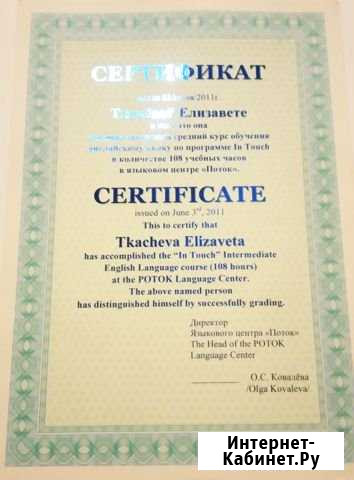 СЕРТИФИКАТ
2011г
Елизавете
она
средний курс обучения
языку по программе In Touch
в количестве 108 учебных часов
в языковом центре «Поток».
CERTIFICATE
issued on June 3rd, 2011
This to certify that
Tkacheva Elizaveta
has accomplished the “In Touch” Intermediate
English Language course (108 hours)
at the POTOK Language Center.
The above named person
has distinguished himself by successfully grading.
Директор
Языкового центра «Поток»
The Head of the POTOK
Language Center
О.С. Ковалёва
/Olga Kovaleva/
Интернет-
Кабинет.Ру